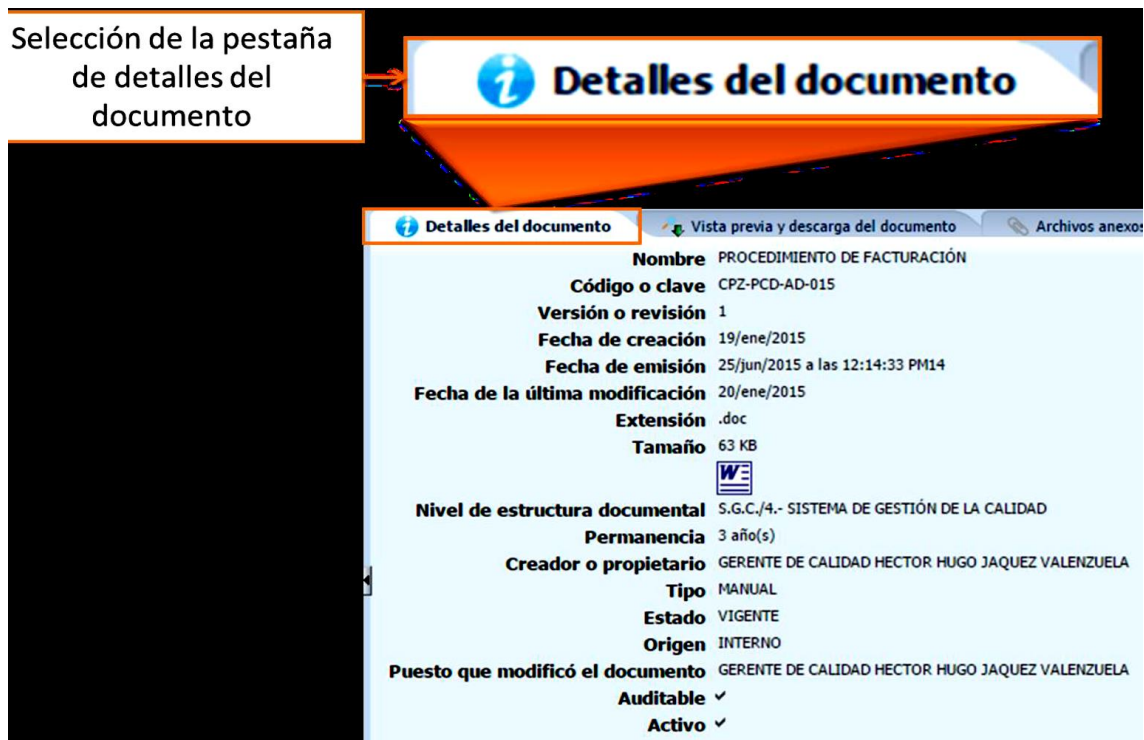 Selección de la pestaña
de detalles del
documento
Detalles del documento
Detalles del documento Vista previa y descarga del documento Archivos anexos
Nombre PROCEDIMIENTO DE FACTURACIÓN
Código o clave CPZ-PCD-AD-015
Versión o revisión 1
Fecha de creación 19/ene/2015
Fecha de emisión 25/jun/2015 a las 12:14:33 PM14
Fecha de la última modificación 20/ene/2015
Extensión .doc
Tamaño 63 KB
Nivel de estructura documental S.G.C./4.- SISTEMA DE GESTIÓN DE LA CALIDAD
Permanencia 3 año(s)
Creador o propietario GERENTE DE CALIDAD HECTOR HUGO JAQUEZ VALENZUELA
Tipo MANUAL
Estado VIGENTE
Origen INTERNO
Puesto que modificó el documento GERENTE DE CALIDAD HECTOR HUGO JAQUEZ VALENZUELA
Auditable ✓
Activo ✓